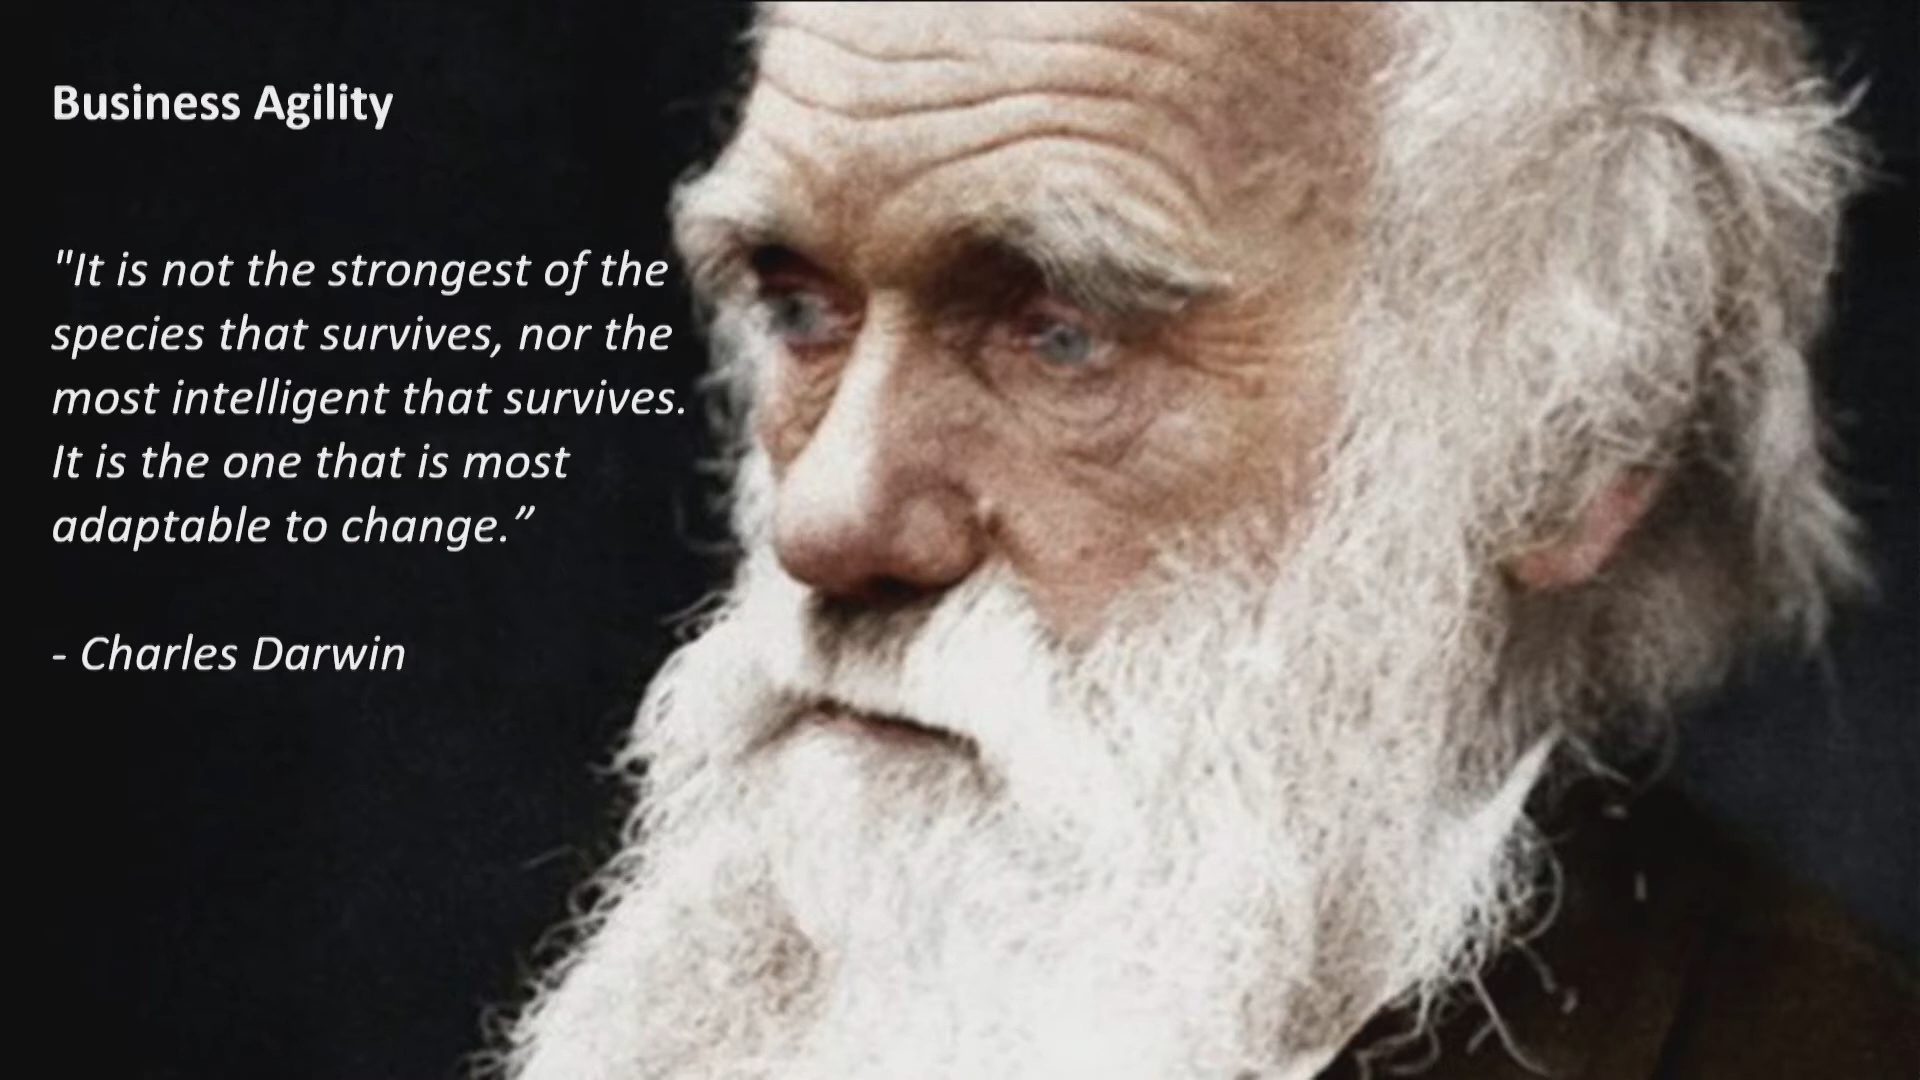 Business Agility
"It is not the strongest of the
species that survives, nor the
most intelligent that survives.
It is the one that is most
adaptable to change.”
- Charles Darwin